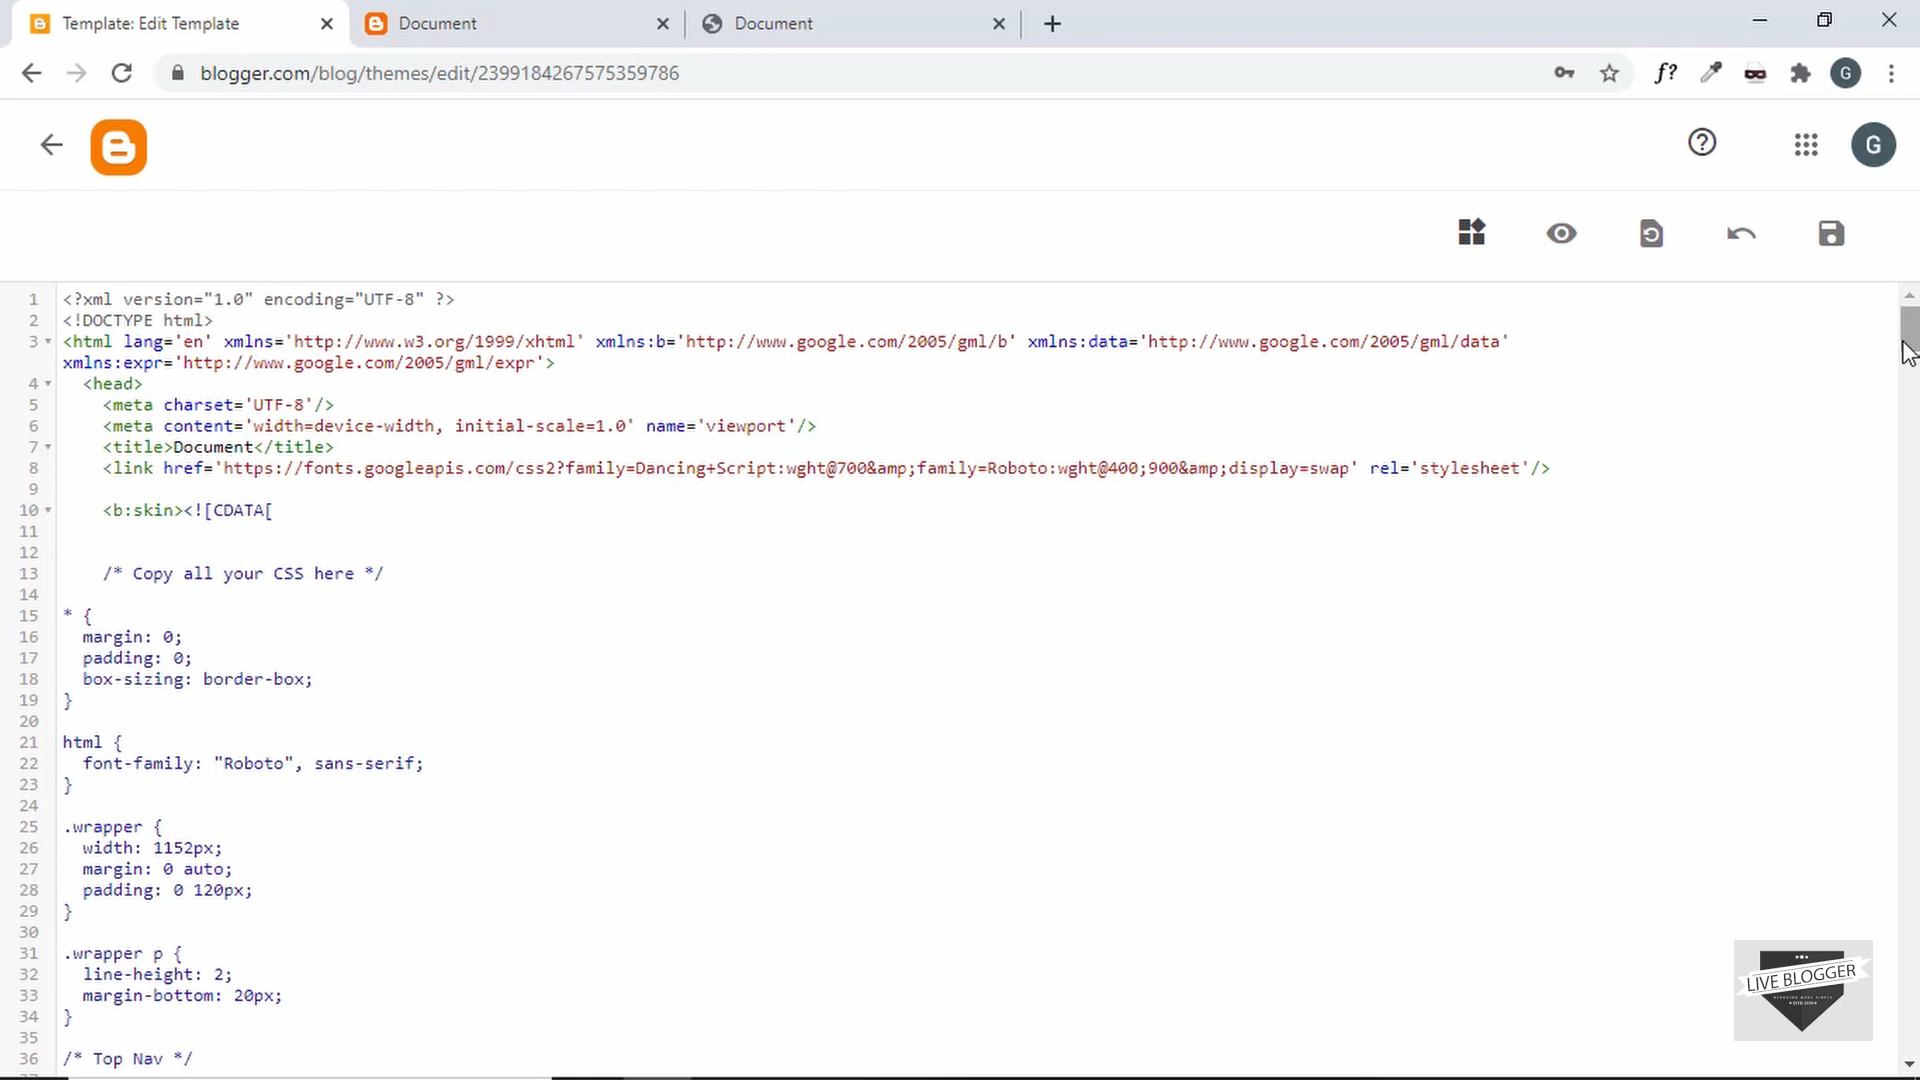 Template: Edit Template
Document
Document
blogger.com/blog/themes/edit/2399184267575359786
f?
G
G
1 <?xml version="1.0" encoding="UTF-8" ?>
2 <!DOCTYPE html>
3 <html lang='en' xmlns='http://www.w3.org/1999/xhtml' xmlns:b='http://www.google.com/2005/gml/b' xmlns:data='http://www.google.com/2005/gml/data'
xmlns:expr='http://www.google.com/2005/gml/expr'>
4 <head>
5 <meta charset='UTF-8'/>
6 <meta content='width=device-width, initial-scale=1.0' name='viewport'/>
7 <title>Document</title>
8 <link href='https://fonts.googleapis.com/css2?family=Dancing+Script:wght@700&amp;family=Roboto:wght@400;900&amp;display=swap' rel='stylesheet'/>
9
10 <b:skin><![CDATA[
11
12
13 /* Copy all your CSS here */
14
15 * {
16 margin: 0;
17 padding: 0;
18 box-sizing: border-box;
19 }
20
21 html {
22 font-family: "Roboto", sans-serif;
23 }
24
25 .wrapper {
26 width: 1152px;
27 margin: 0 auto;
28 padding: 0 120px;
29 }
30
31 .wrapper p {
32 line-height: 2;
33 margin-bottom: 20px;
34 }
35
36 /* Top Nav */
LIVE BLOGGER